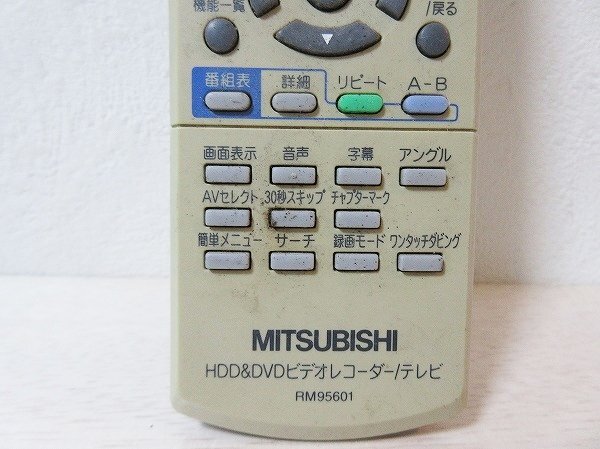 機能一覧
/戻る
番組表 詳細 リピート A-B
画面表示 音声 字幕 アングル
AVセレクト 30秒スキップ チャプターマーク
簡単メニュー サーチ 録画モード ワンタッチダビング
MITSUBISHI
HDD&DVDビデオレコーダー/テレビ
RM95601